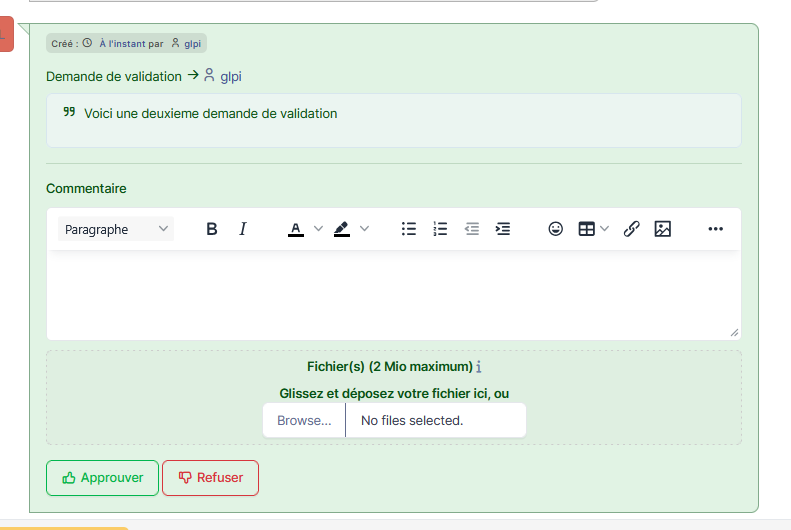 Créé : À l'instant par glpi
Demande de validation → glpi
Voici une deuxieme demande de validation
Commentaire
Paragraphe B I A
Fichier(s) (2 Mio maximum) i
Glissez et déposez votre fichier ici, ou
Browse... No files selected.
Approuver Refuser